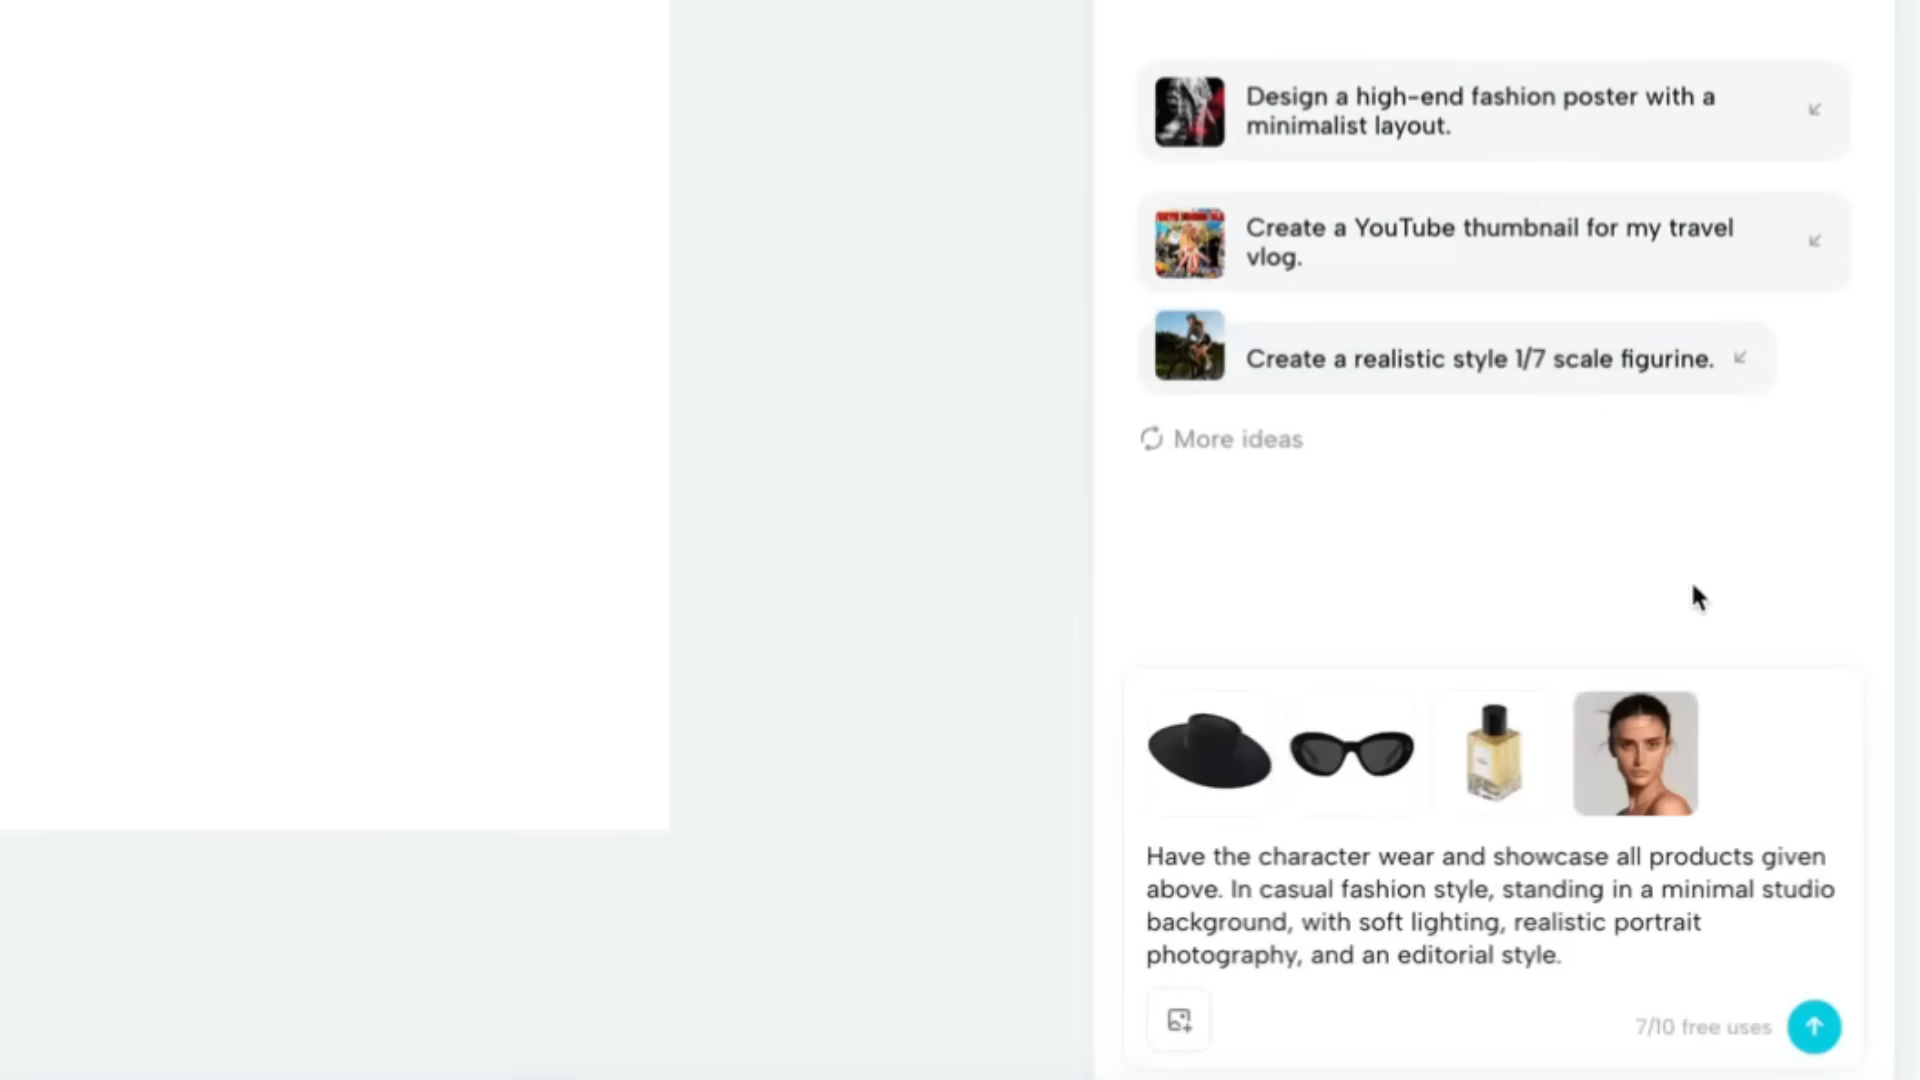 Design a high-end fashion poster with a
minimalist layout.
Create a YouTube thumbnail for my travel
vlog.
Create a realistic style 1/7 scale figurine.
More ideas
Have the character wear and showcase all products given
above. In casual fashion style, standing in a minimal studio
background, with soft lighting, realistic portrait
photography, and an editorial style.
7/10 free uses